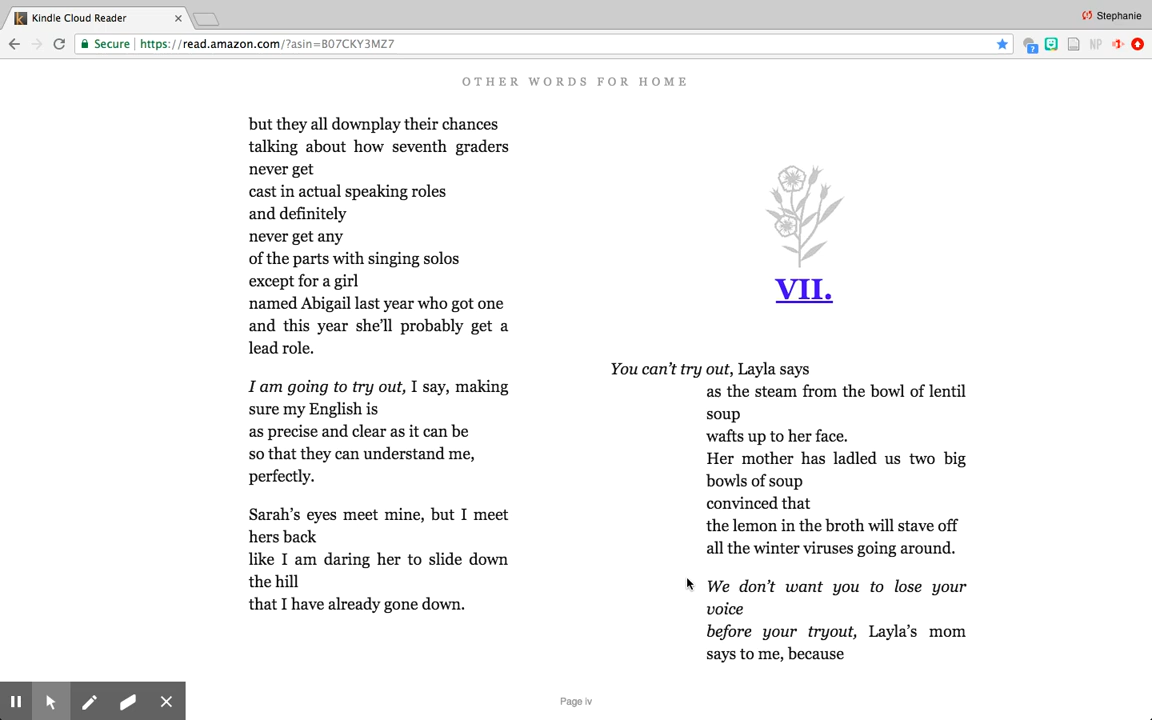 Kindle Cloud Reader
Stephanie
Secure
https://read.amazon.com/?asin=B07CKY3MZ7
?
NP
OTHER WORDS FOR HOME
but they all downplay their chances
talking about how seventh graders
never get
cast in actual speaking roles
and definitely
never get any
of the parts with singing solos
except for a girl
named Abigail last year who got one
and this year she'll probably get a
lead role.
I am going to try out, I say, making
sure my English is
as precise and clear as it can be
so that they can understand me,
perfectly.
Sarah's eyes meet mine, but I meet
hers back
like I am daring her to slide down
the hill
that I have already gone down.
VII.
You can't try out, Layla says
as the steam from the bowl of lentil
soup
wafts up to her face.
Her mother has ladled us two big
bowls of soup
convinced that
the lemon in the broth will stave off
all the winter viruses going around.
We don't want you to lose your
voice
before your tryout, Layla's mom
says to me, because
Page iv